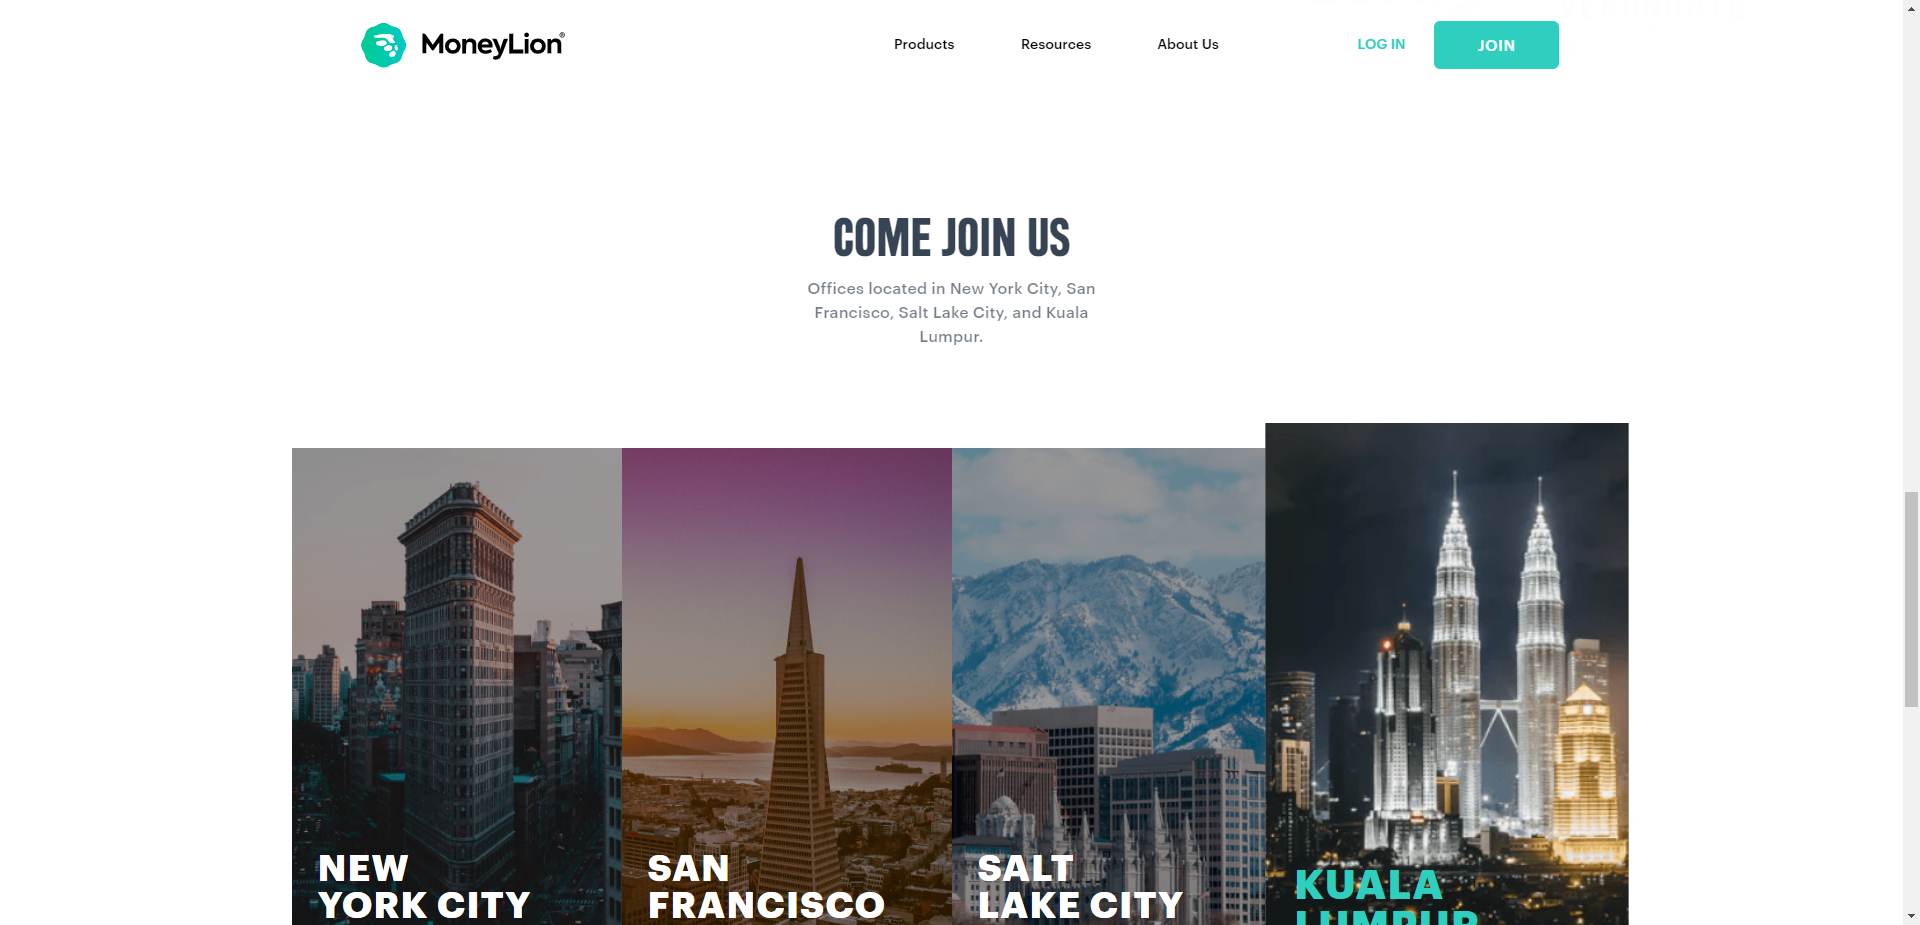 MoneyLion®
Products
Resources
About Us
LOG IN
JOIN
COME JOIN US
Offices located in New York City, San
Francisco, Salt Lake City, and Kuala
Lumpur.
NEW
YORK CITY
SAN
FRANCISCO
SALT
LAKE CITY
KUALA
LUMPUR